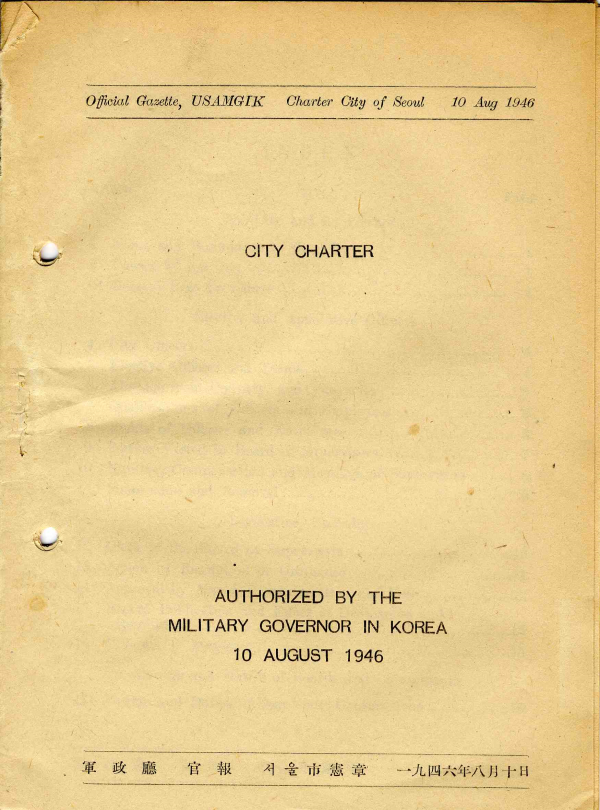 Official Gazette, USAMGIK Charter City of Seoul 10 Aug 1946
CITY CHARTER
AUTHORIZED BY THE
MILITARY GOVERNOR IN KOREA
10 AUGUST 1946
軍政廳 官報 서울市憲章 一九四六年八月十日